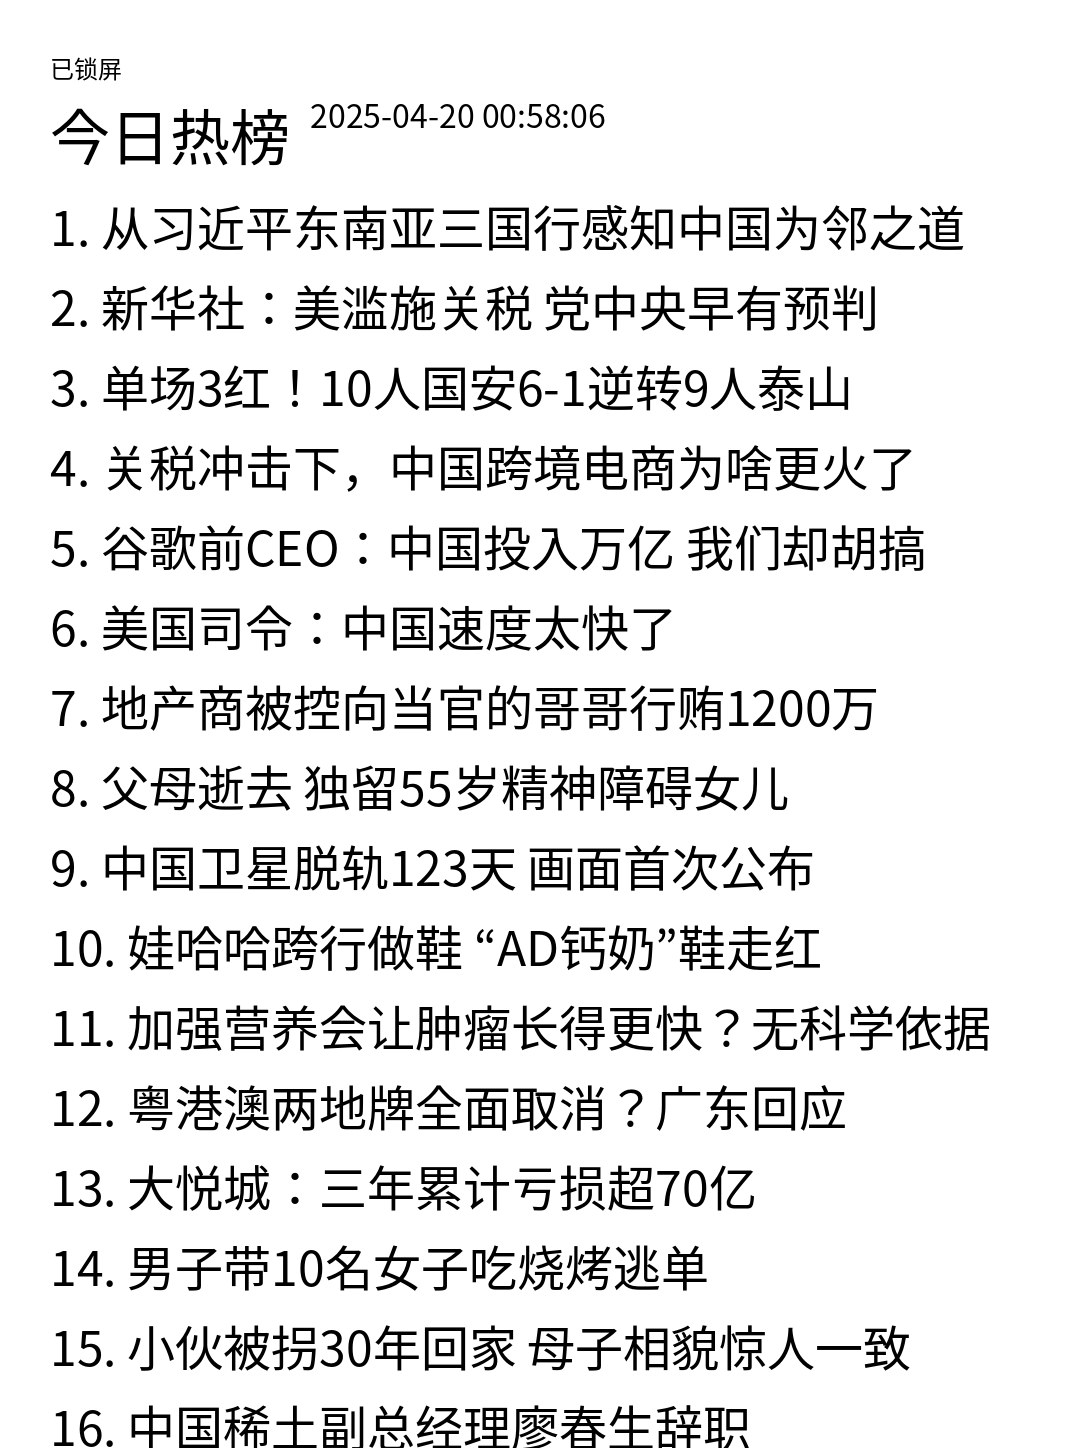 已锁屏
今日热榜 2025-04-20 00:58:06
1. 从习近平东南亚三国行感知中国为邻之道
2. 新华社：美滥施关税 党中央早有预判
3. 单场3红！10人国安6-1逆转9人泰山
4. 关税冲击下，中国跨境电商为啥更火了
5. 谷歌前CEO：中国投入万亿 我们却胡搞
6. 美国司令：中国速度太快了
7. 地产商被控向当官的哥哥行贿1200万
8. 父母逝去 独留55岁精神障碍女儿
9. 中国卫星脱轨123天 画面首次公布
10. 娃哈哈跨行做鞋 “AD钙奶”鞋走红
11. 加强营养会让肿瘤长得更快？无科学依据
12. 粤港澳两地牌全面取消？广东回应
13. 大悦城：三年累计亏损超70亿
14. 男子带10名女子吃烧烤逃单
15. 小伙被拐30年回家 母子相貌惊人一致
16. 中国稀土副总经理廖春生辞职